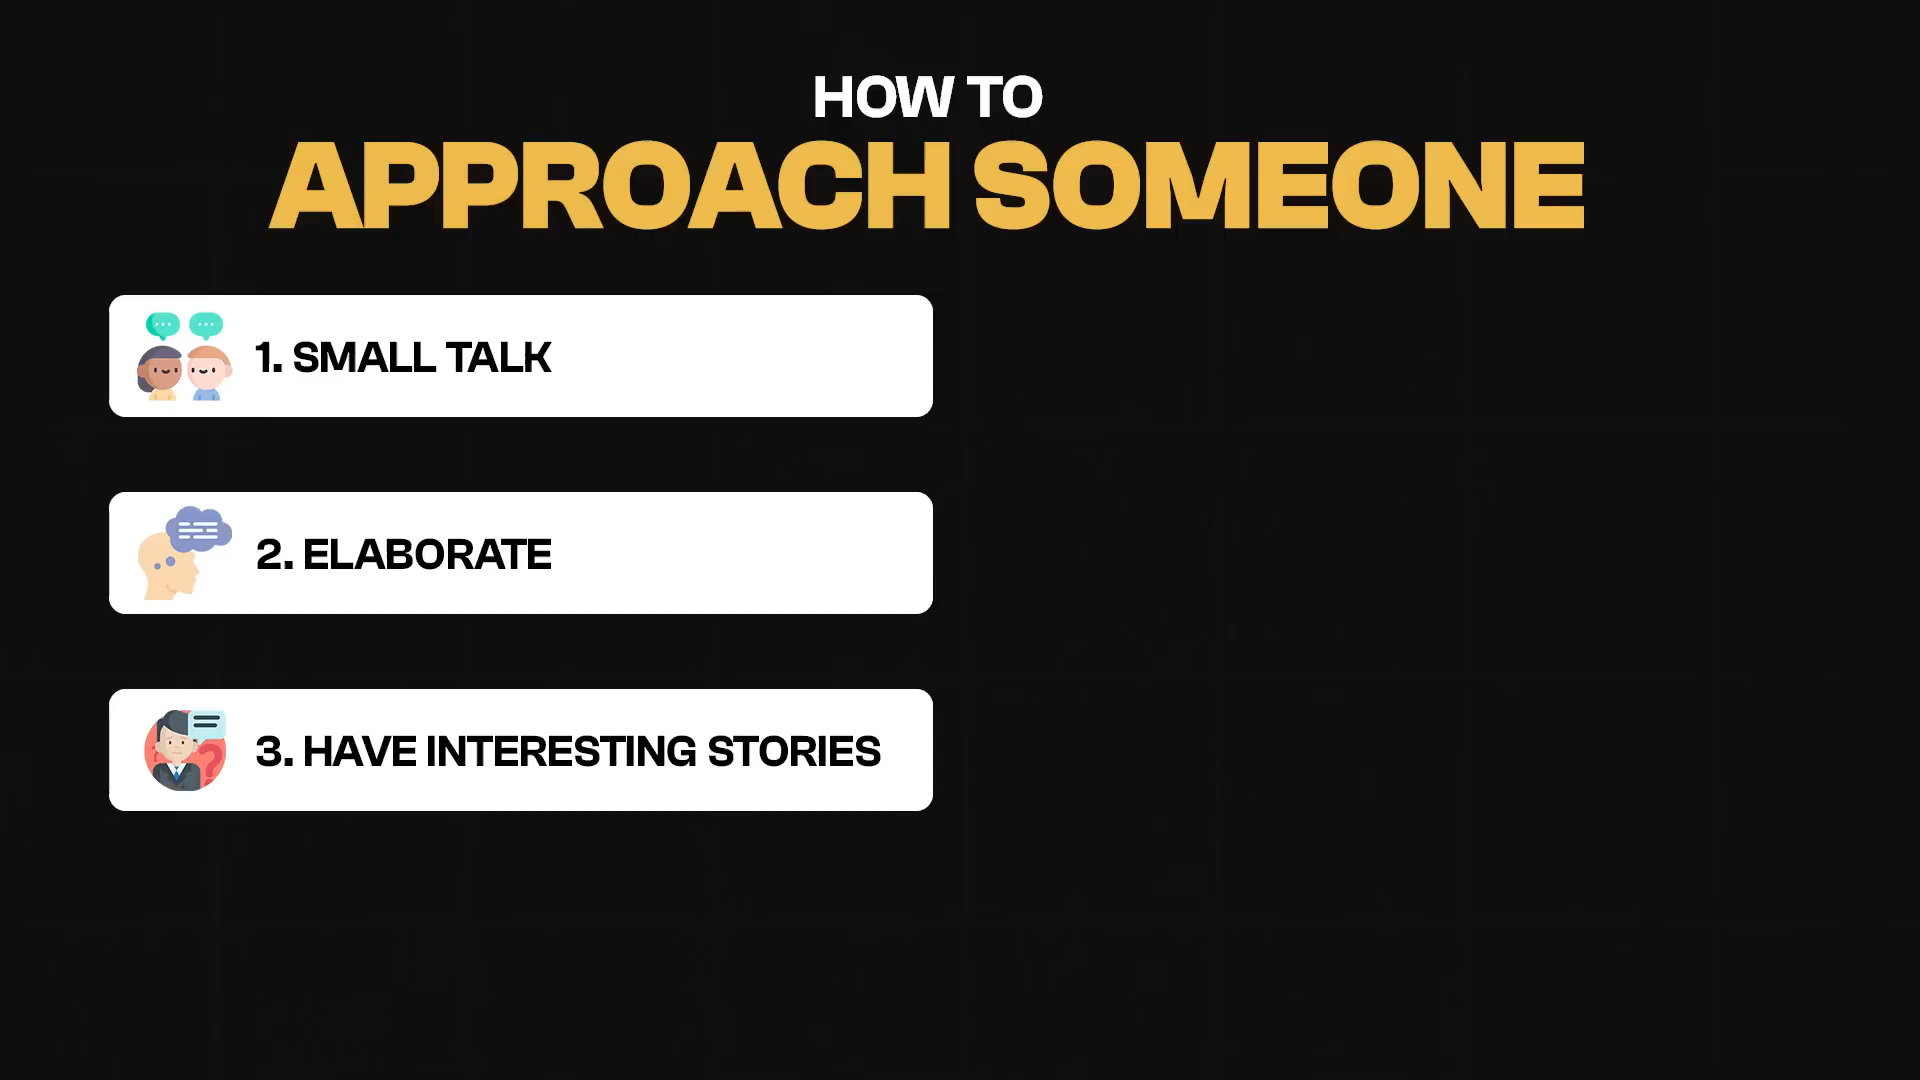 HOW TO
APPROACH SOMEONE
1. SMALL TALK
2. ELABORATE
3. HAVE INTERESTING STORIES